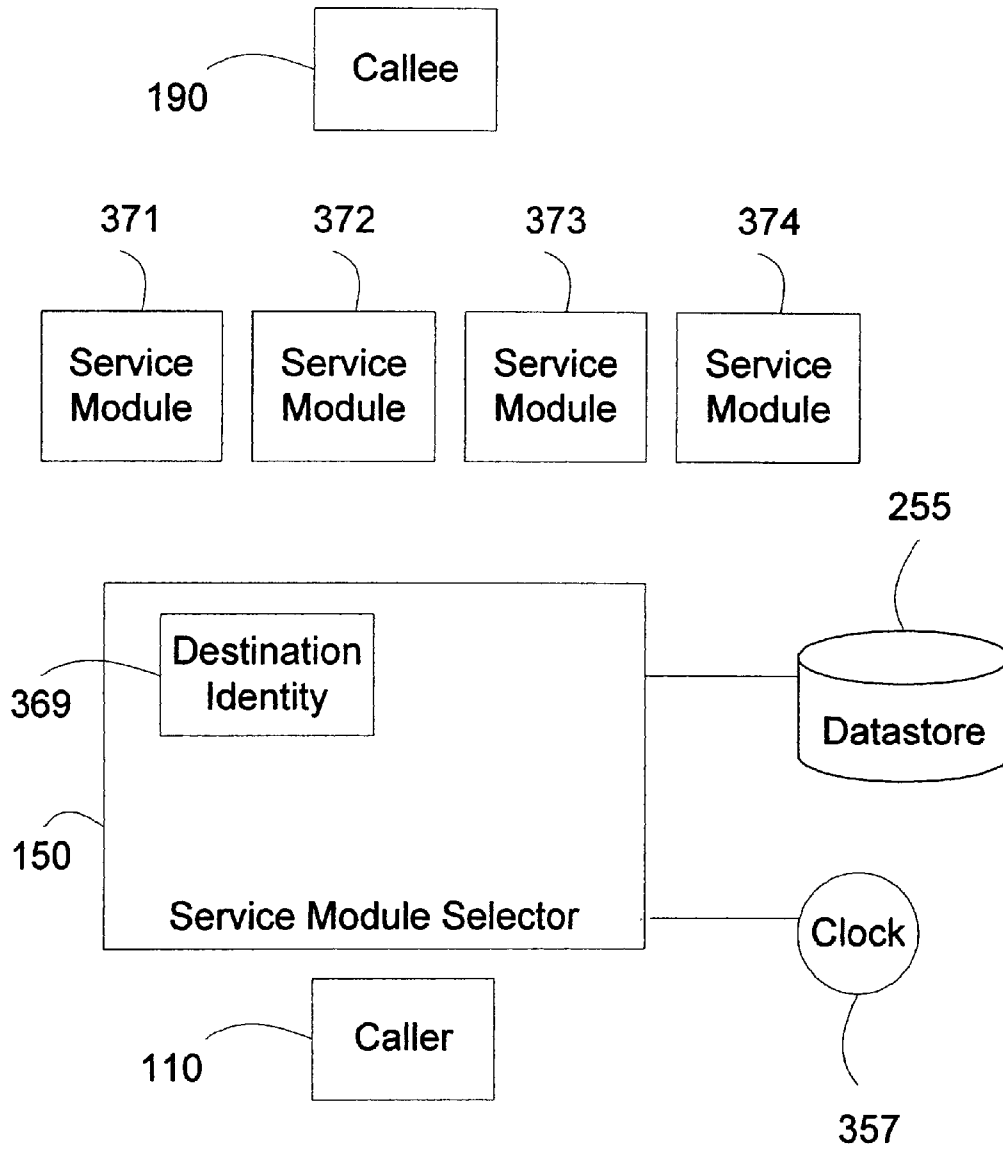 Callee
190
371
372
373
374
Service
Module
Service
Module
Service
Module
Service
Module
255
Destination
Identity
369
Datastore
150
Service Module Selector
Clock
Caller
110
357